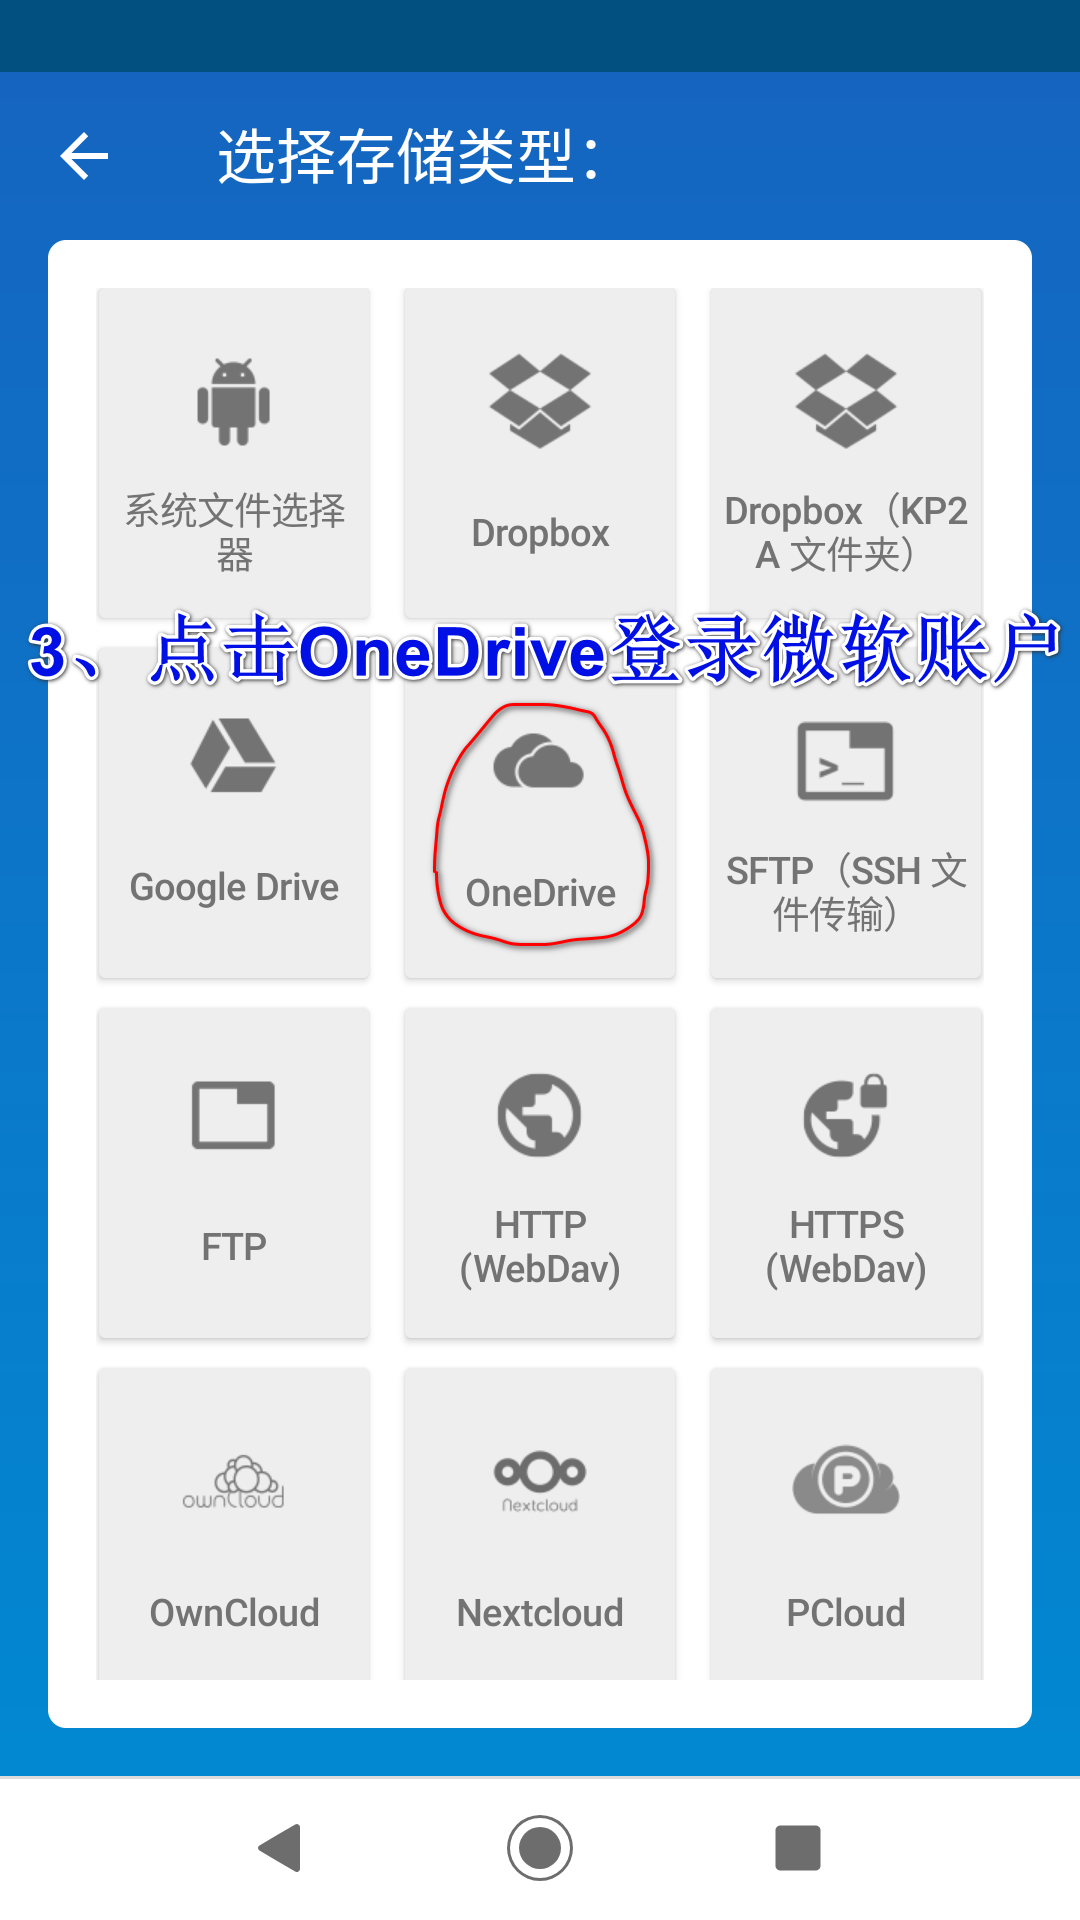 选择存储类型：
系统文件选择
器
Dropbox
Dropbox（KP2
A 文件夹）
3、点击OneDrive登录微软账户
Google Drive
OneDrive
>_
SFTP（SSH 文
件传输）
FTP
HTTP
(WebDav)
HTTPS
(WebDav)
ownCloud
Nextcloud
P
OwnCloud
Nextcloud
PCloud